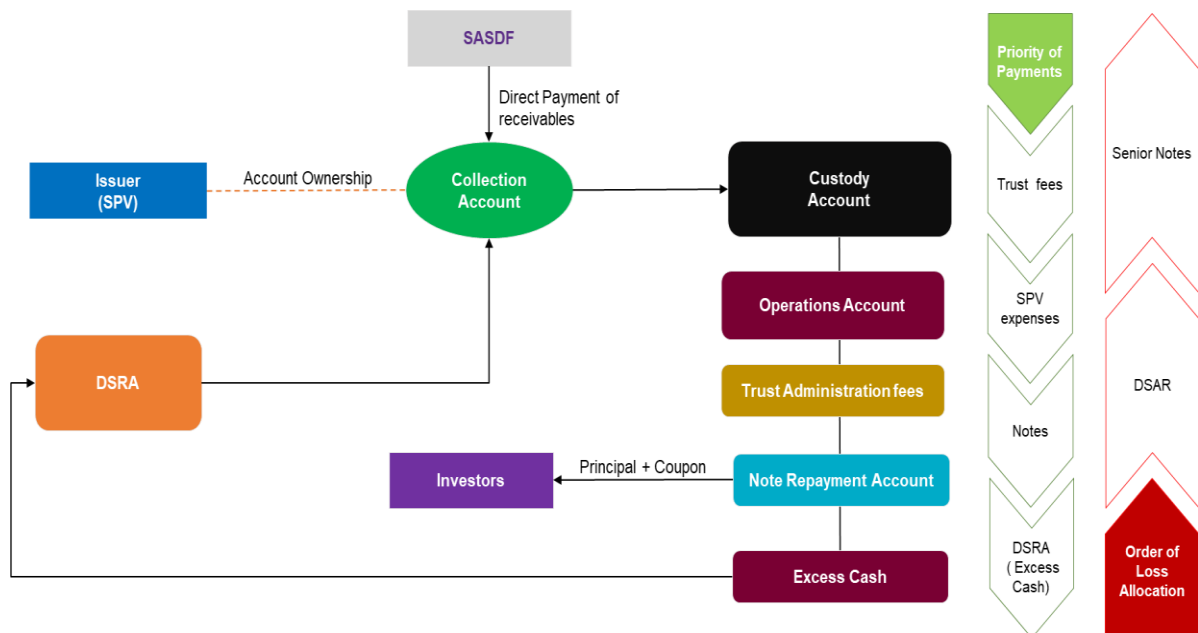 SASDF
Direct Payment of
receivables
Issuer
(SPV)
Account Ownership
Collection
Account
Custody
Account
Operations Account
DSRA
Trust Administration fees
Investors
Principal + Coupon
Note Repayment Account
Excess Cash
Priority of
Payments
Trust fees
SPV
expenses
Notes
DSRA
( Excess
Cash)
Senior Notes
DSAR
Order of
Loss
Allocation